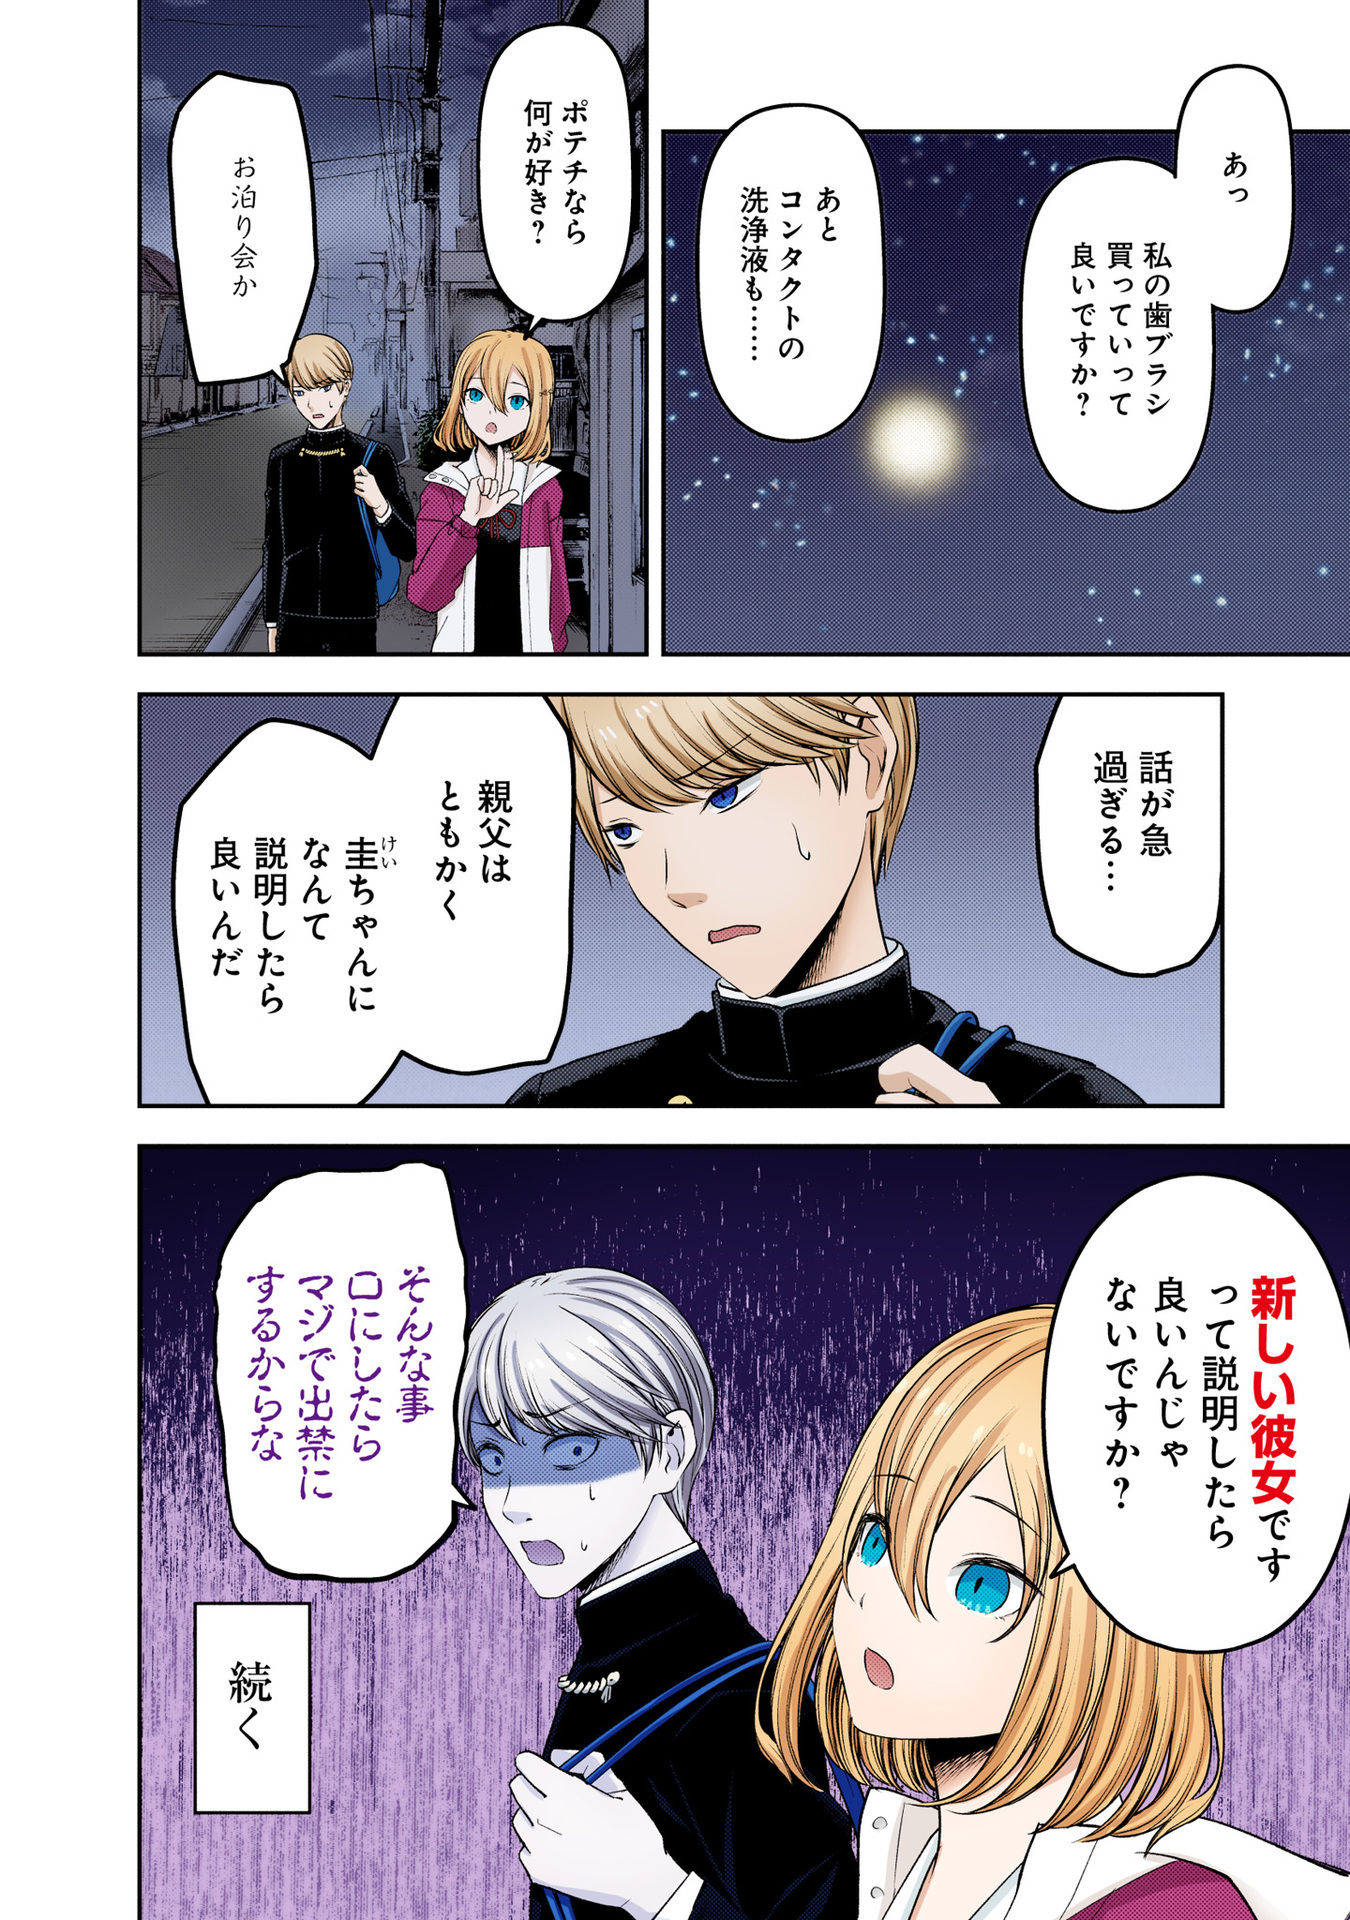 あっ
私の歯ブラシ
買っていって
良いですか？
あと
コンタクトの
洗浄液も……
ポテチなら
何が好き？
お泊り会か
話が急
過ぎる…
親父は
ともかく
圭ちゃんに
けい
なんて
説明したら
良いんだ
新しい彼女です
って説明したら
良いんじゃ
ないですか？
そんな事
口にしたら
マジで出禁に
するからな
続く